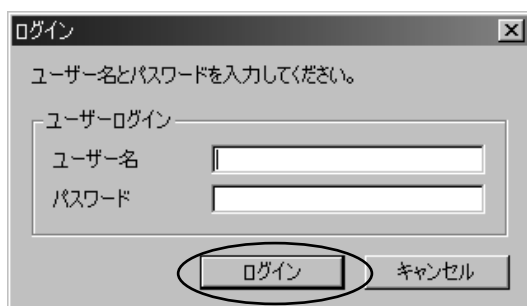 ログイン
ユーザー名とパスワードを入力してください。
ユーザーログイン
ユーザー名
パスワード
ログイン キャンセル